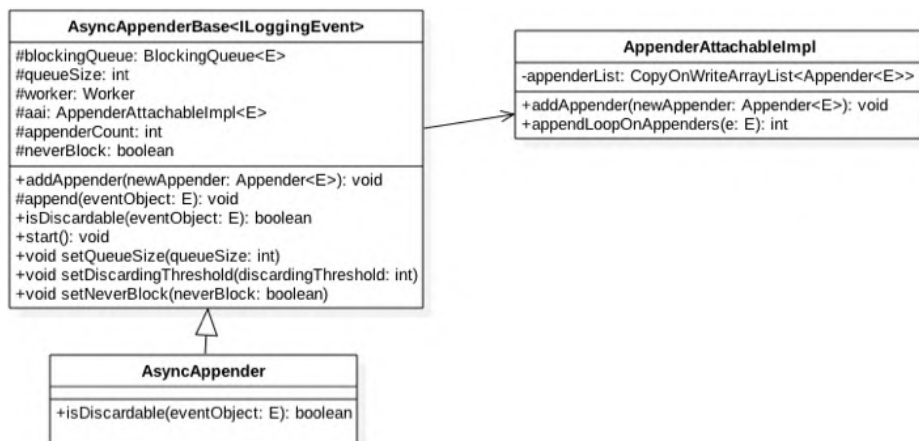 AsyncAppenderBase<ILoggingEvent>
#blockingQueue: BlockingQueue<E>
#queueSize: int
#worker: Worker
#aai: AppenderAttachableImpl<E>
#appenderCount: int
#neverBlock: boolean
+addAppender(newAppender: Appender<E>): void
#append(eventObject: E): void
+isDiscardable(eventObject: E): boolean
+start(): void
+void setQueueSize(queueSize: int)
+void setDiscardingThreshold(discardingThreshold: int)
+void setNeverBlock(neverBlock: boolean)
AppenderAttachableImpl
-appenderList: CopyOnWriteArrayList<Appender<E>>
+addAppender(newAppender: Appender<E>): void
+appendLoopOnAppenders(e: E): int
AsyncAppender
+isDiscardable(eventObject: E): boolean